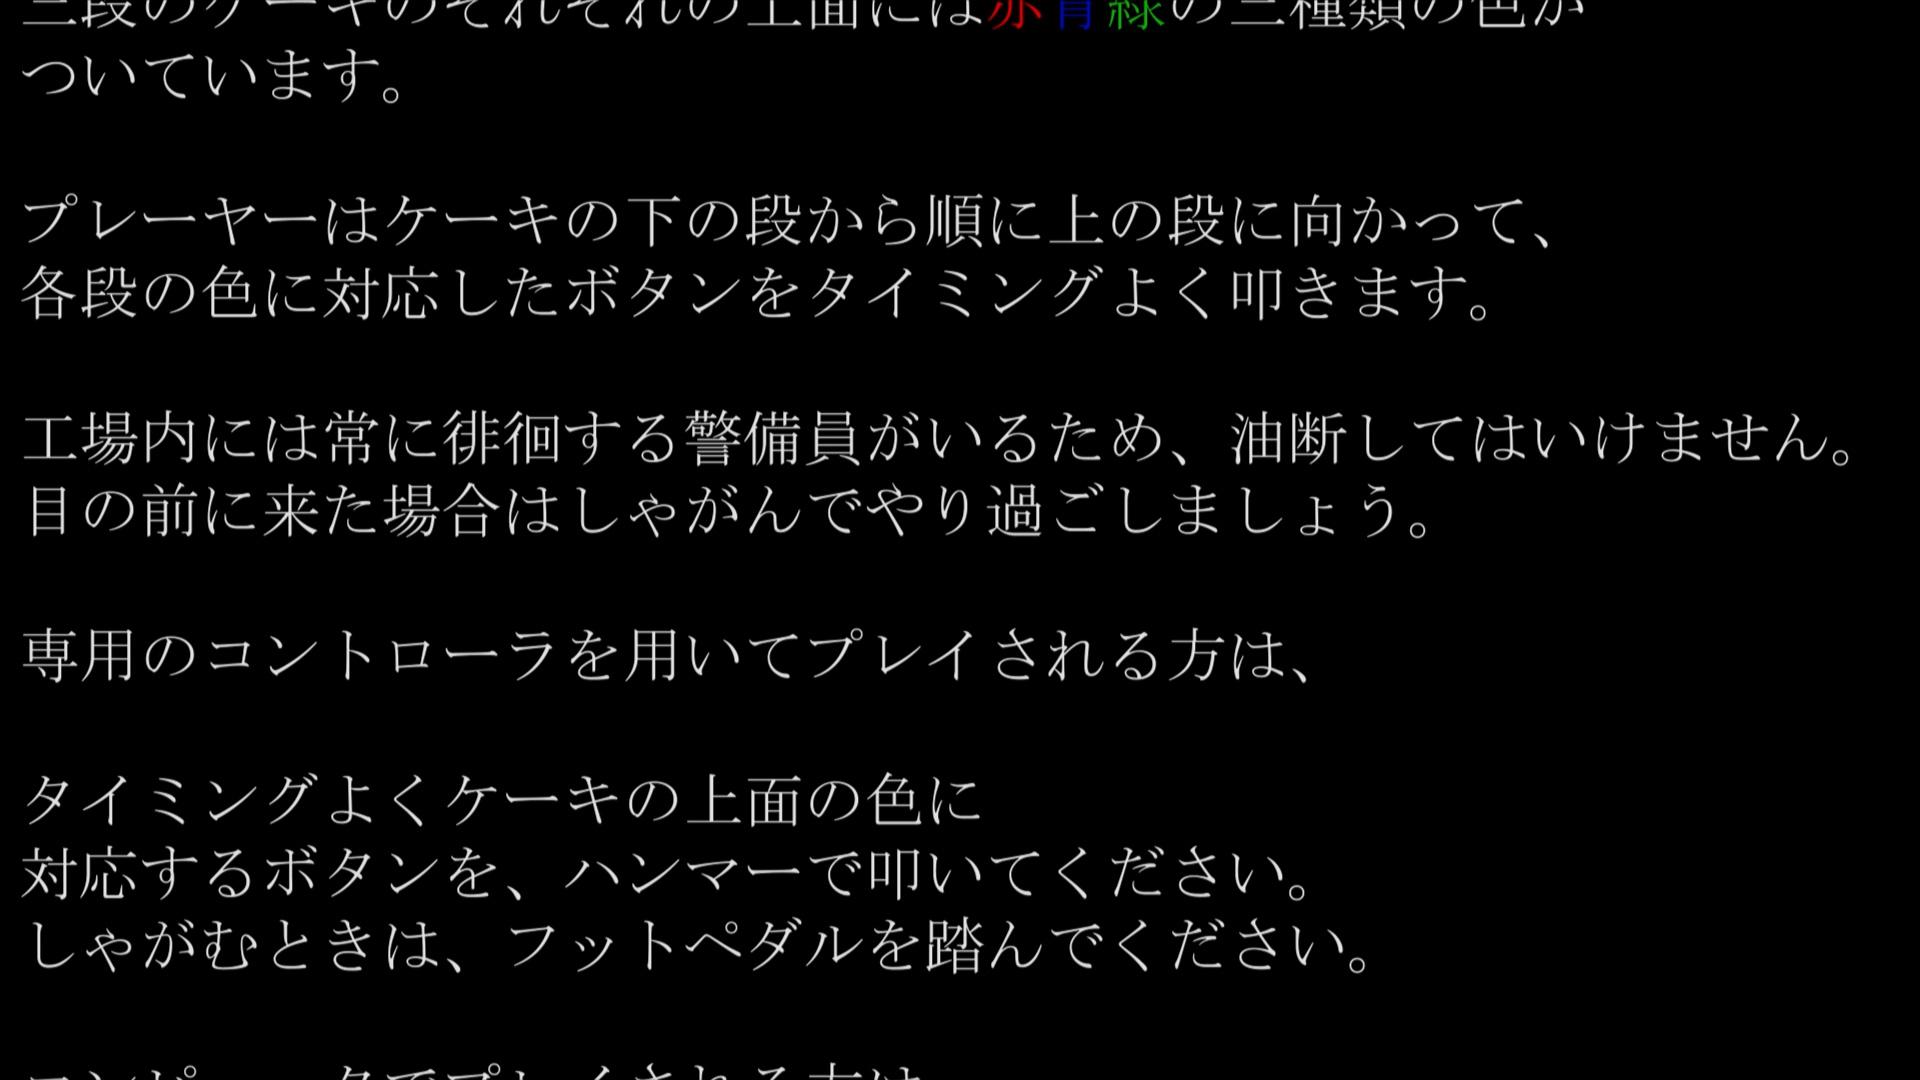 三段のケーキのそれぞれの上面には赤青緑の三種類の色が
ついています。
プレーヤーはケーキの下の段から順に上の段に向かって、
各段の色に対応したボタンをタイミングよく叩きます。
工場内には常に徘徊する警備員がいるため、油断してはいけません。
目の前に来た場合はしゃがんでやり過ごしましょう。
専用のコントローラを用いてプレイされる方は、
タイミングよくケーキの上面の色に
対応するボタンを、ハンマーで叩いてください。
しゃがむときは、フットペダルを踏んでください。
コンピュータでプレイされる方は